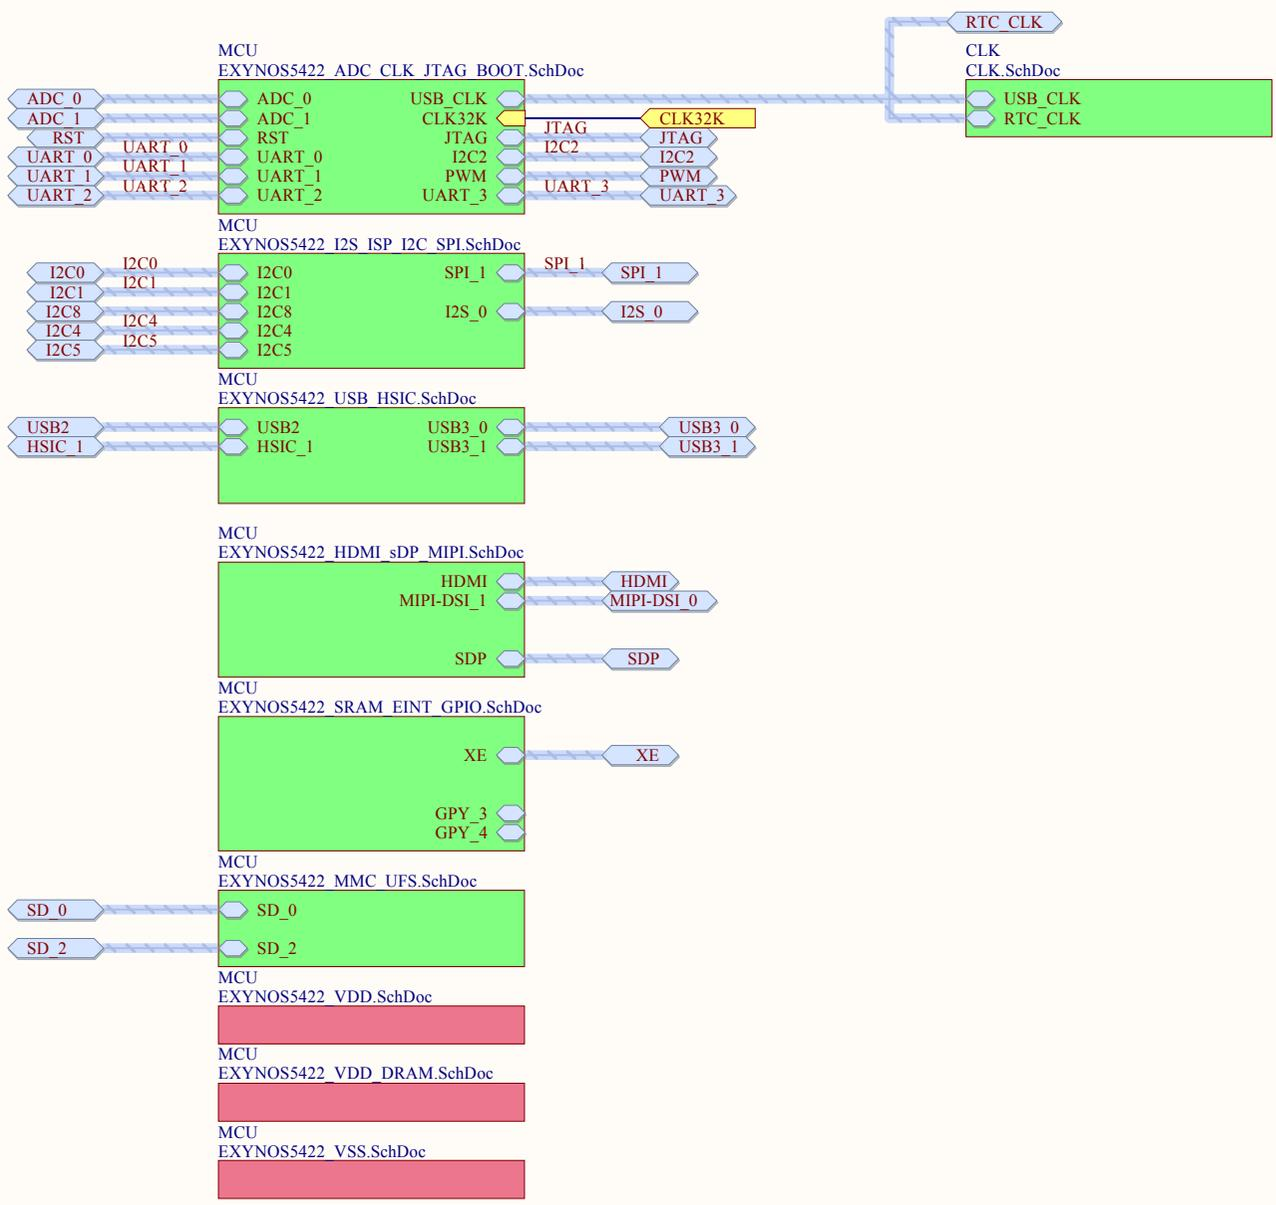 RTC_CLK
MCU
EXYNOS5422_ADC_CLK_JTAG_BOOT.SchDoc
CLK
CLK.SchDoc
ADC_0 ADC_0 USB_CLK USB_CLK
ADC_1 ADC_1 CLK32K CLK32K RTC_CLK
RST RST JTAG JTAG JTAG
UART_0 UART_0 UART_0 I2C2 I2C2 I2C2
UART_1 UART_1 UART_1 PWM PWM
UART_2 UART_2 UART_2 UART_3 UART_3 UART_3
MCU
EXYNOS5422_I2S_ISP_I2C_SPI.SchDoc
I2C0 I2C0 I2C0 SPI_1 SPI_1 SPI_1
I2C1 I2C1 I2C1
I2C8 I2C8 I2S_0 I2S_0
I2C4 I2C4 I2C4
I2C5 I2C5 I2C5
MCU
EXYNOS5422_USB_HSIC.SchDoc
USB2 USB2 USB3_0 USB3_0
HSIC_1 HSIC_1 USB3_1 USB3_1
MCU
EXYNOS5422_HDMI_sDP_MIPI.SchDoc
HDMI HDMI
MIPI-DSI_1 MIPI-DSI_0
SDP SDP
MCU
EXYNOS5422_SRAM_EINT_GPIO.SchDoc
XE XE
GPY_3
GPY_4
MCU
EXYNOS5422_MMC_UFS.SchDoc
SD_0 SD_0
SD_2 SD_2
MCU
EXYNOS5422_VDD.SchDoc
MCU
EXYNOS5422_VDD_DRAM.SchDoc
MCU
EXYNOS5422_VSS.SchDoc